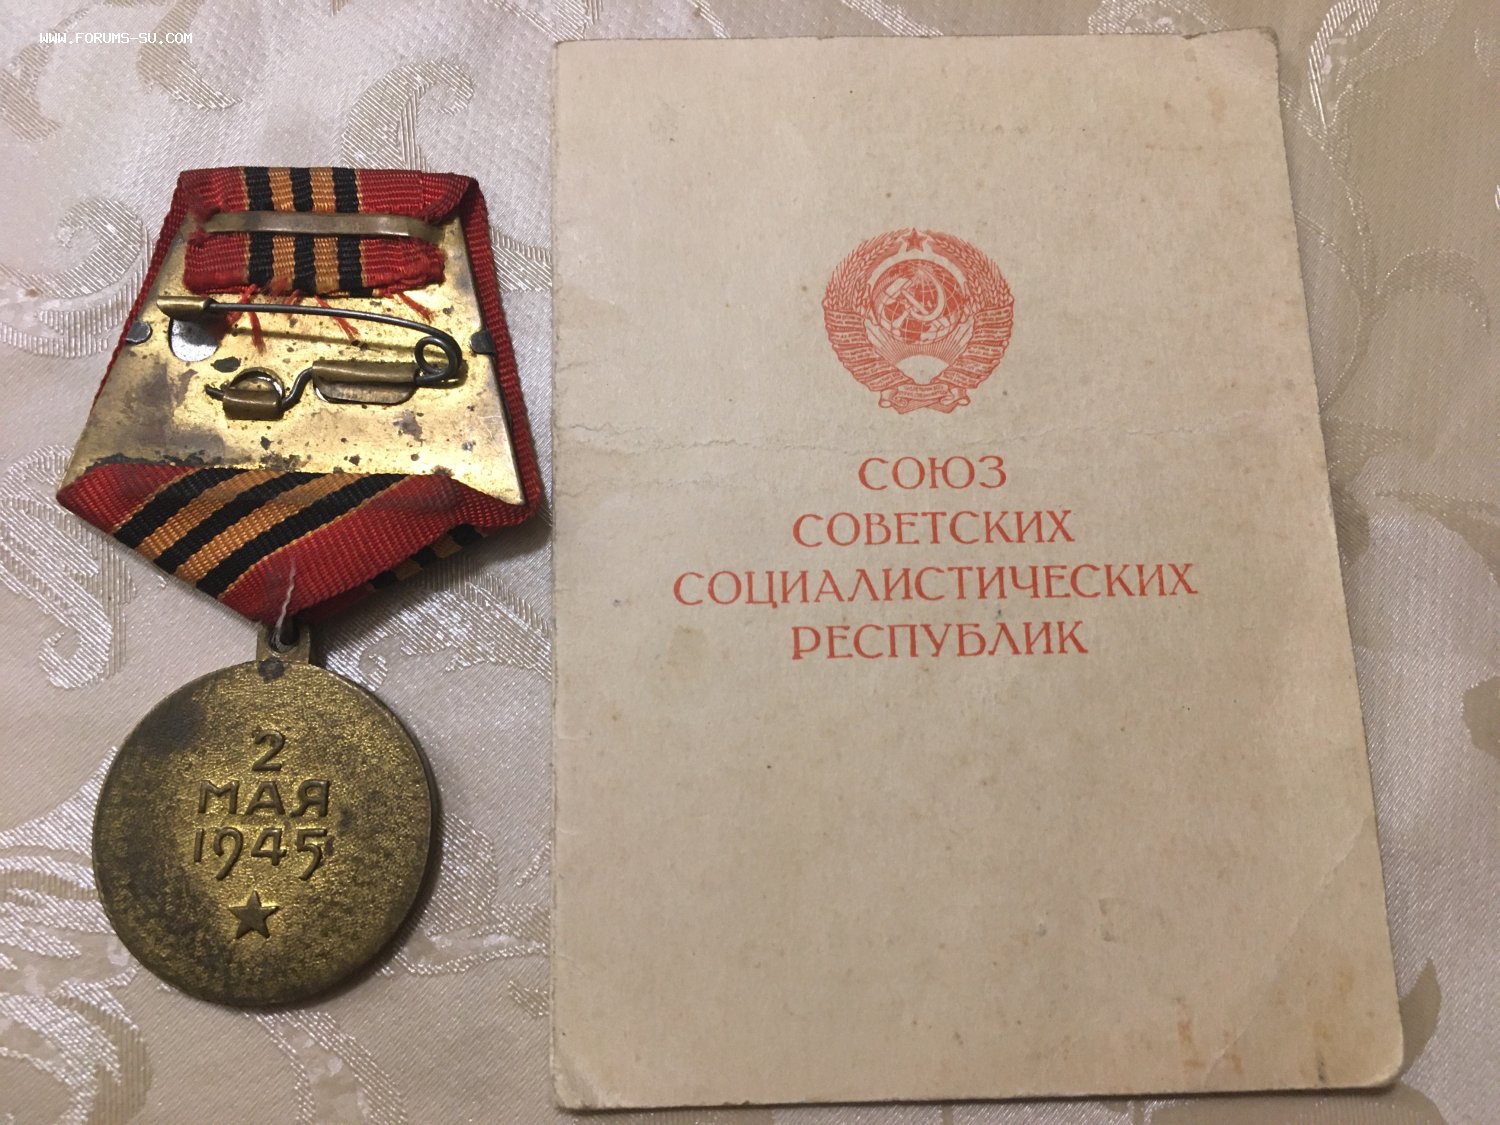 WWW.FORUMS-SU.COM
2
МАЯ
1945
СОЮЗ
СОВЕТСКИХ
СОЦИАЛИСТИЧЕСКИХ
РЕСПУБЛИК